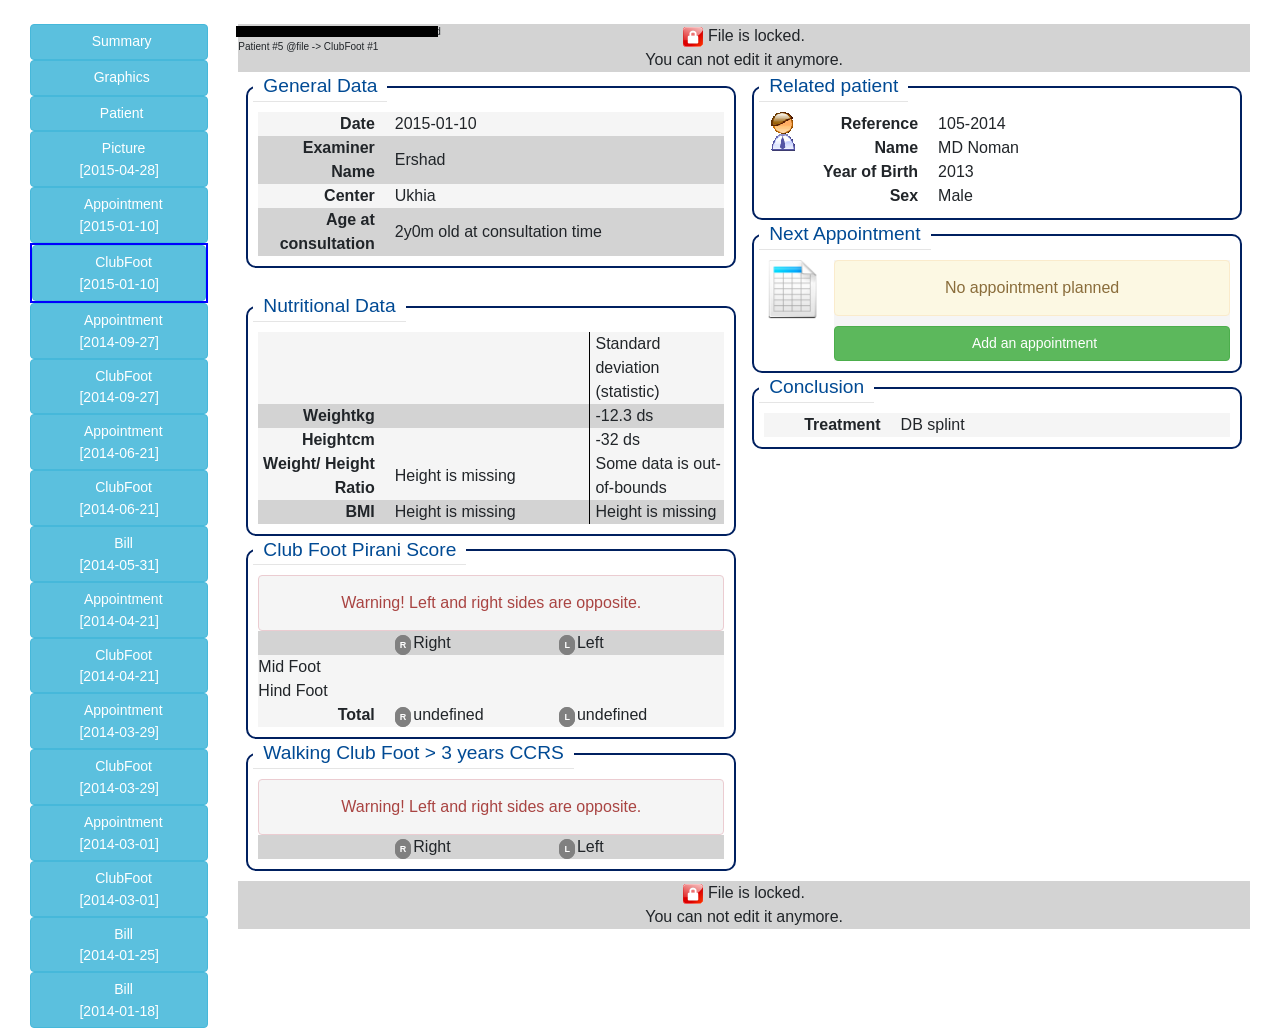 Summary
Graphics
Patient
Picture
[2015-04-28]
Appointment
[2015-01-10]
ClubFoot
[2015-01-10]
Appointment
[2014-09-27]
ClubFoot
[2014-09-27]
Appointment
[2014-06-21]
ClubFoot
[2014-06-21]
Bill
[2014-05-31]
Appointment
[2014-04-21]
ClubFoot
[2014-04-21]
Appointment
[2014-03-29]
ClubFoot
[2014-03-29]
Appointment
[2014-03-01]
ClubFoot
[2014-03-01]
Bill
[2014-01-25]
Bill
[2014-01-18]
Patient #5 @file -> ClubFoot #1
File is locked.
You can not edit it anymore.
General Data
Date 2015-01-10
Examiner
Name Ershad
Center Ukhia
Age at
consultation 2y0m old at consultation time
Nutritional Data
Standard
deviation
(statistic)
Weightkg -12.3 ds
Heightcm -32 ds
Weight/ Height
Ratio Height is missing Some data is out-
of-bounds
BMI Height is missing Height is missing
Club Foot Pirani Score
Warning! Left and right sides are opposite.
R Right L Left
Mid Foot
Hind Foot
Total R undefined L undefined
Walking Club Foot > 3 years CCRS
Warning! Left and right sides are opposite.
R Right L Left
Related patient
Reference 105-2014
Name MD Noman
Year of Birth 2013
Sex Male
Next Appointment
No appointment planned
Add an appointment
Conclusion
Treatment DB splint
File is locked.
You can not edit it anymore.